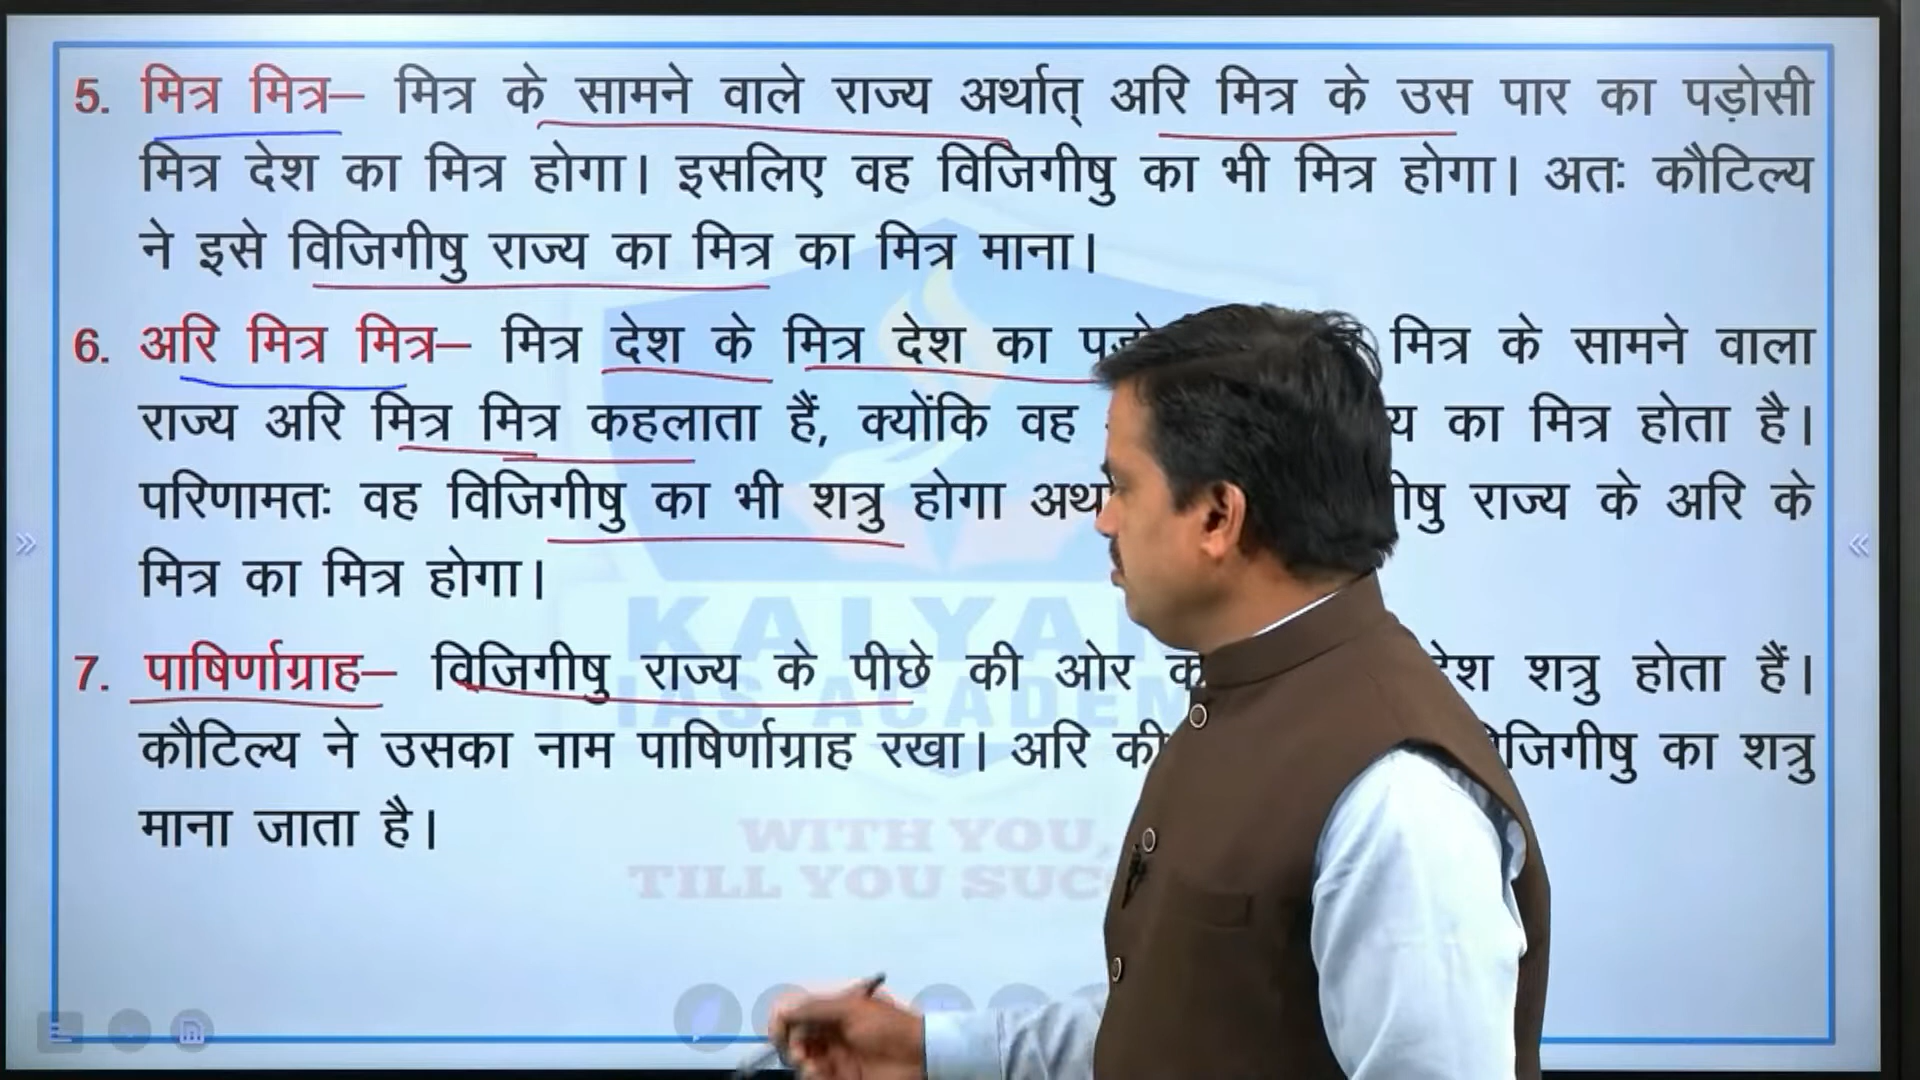 5. मित्र मित्र– मित्र के सामने वाले राज्य अर्थात् अरि मित्र के उस पार का पड़ोसी
मित्र देश का मित्र होगा। इसलिए वह विजिगीषु का भी मित्र होगा। अतः कौटिल्य
ने इसे विजिगीषु राज्य का मित्र का मित्र माना।
6. अरि मित्र मित्र– मित्र देश के मित्र देश का मित्र के सामने वाला
राज्य अरि मित्र मित्र कहलाता हैं, क्योंकि वह का मित्र होता है।
परिणामतः वह विजिगीषु का भी शत्रु होगा राज्य के अरि के
मित्र का मित्र होगा।
7. पाषिर्णाग्राह– विजिगीषु राज्य के पीछे की ओर शत्रु होता हैं।
कौटिल्य ने उसका नाम पाषिर्णाग्राह रखा। अरि की का शत्रु
माना जाता है।
KALYAN
IAS ACADEM
WITH YOU,
TILL YOU